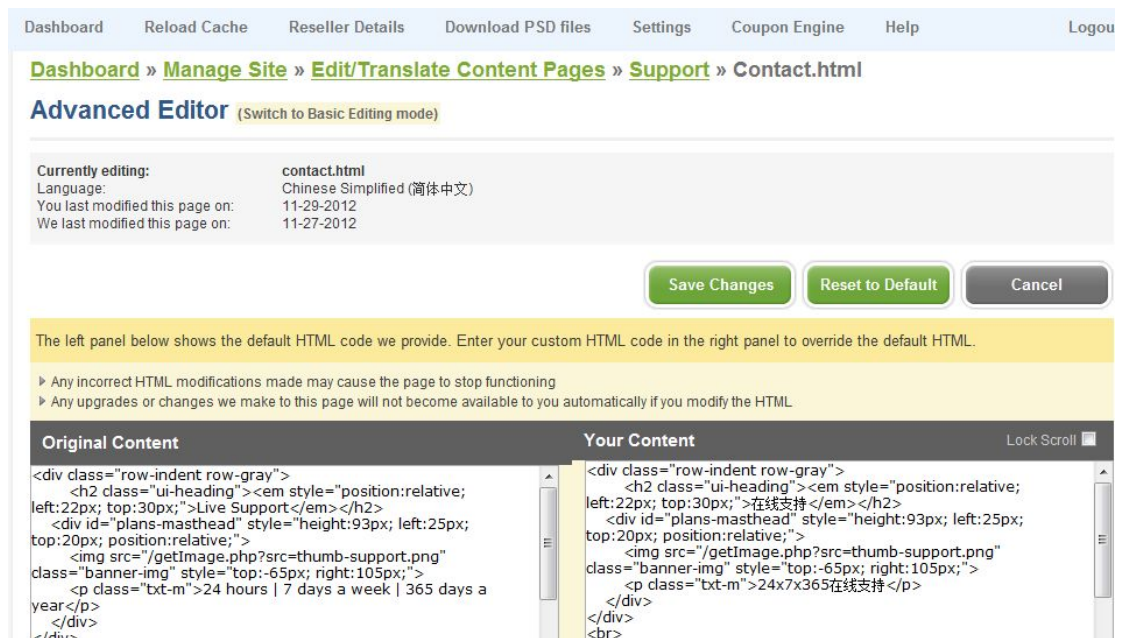 Dashboard Reload Cache Reseller Details Download PSD files Settings Coupon Engine Help Logou
Dashboard » Manage Site » Edit/Translate Content Pages » Support » Contact.html
Advanced Editor (Switch to Basic Editing mode)
Currently editing: contact.html
Language: Chinese Simplified (简体中文)
You last modified this page on: 11-29-2012
We last modified this page on: 11-27-2012
Save Changes Reset to Default Cancel
The left panel below shows the default HTML code we provide. Enter your custom HTML code in the right panel to override the default HTML.
Any incorrect HTML modifications made may cause the page to stop functioning
Any upgrades or changes we make to this page will not become available to you automatically if you modify the HTML
Original Content
<div class="row-indent row-gray">
<h2 class="ui-heading"><em style="position:relative;
left:22px; top:30px;">Live Support</em></h2>
<div id="plans-masthead" style="height:93px; left:25px;
top:20px; position:relative;">
<img src="/getImage.php?src=thumb-support.png"
class="banner-img" style="top:-65px; right:105px;">
<p class="txt-m">24 hours | 7 days a week | 365 days a
year</p>
</div>
</div>
Your Content Lock Scroll
<div class="row-indent row-gray">
<h2 class="ui-heading"><em style="position:relative;
left:22px; top:30px;">在线支持</em></h2>
<div id="plans-masthead" style="height:93px; left:25px;
top:20px; position:relative;">
<img src="/getImage.php?src=thumb-support.png"
class="banner-img" style="top:-65px; right:105px;">
<p class="txt-m">24x7x365在线支持</p>
</div>
</div>
<br>